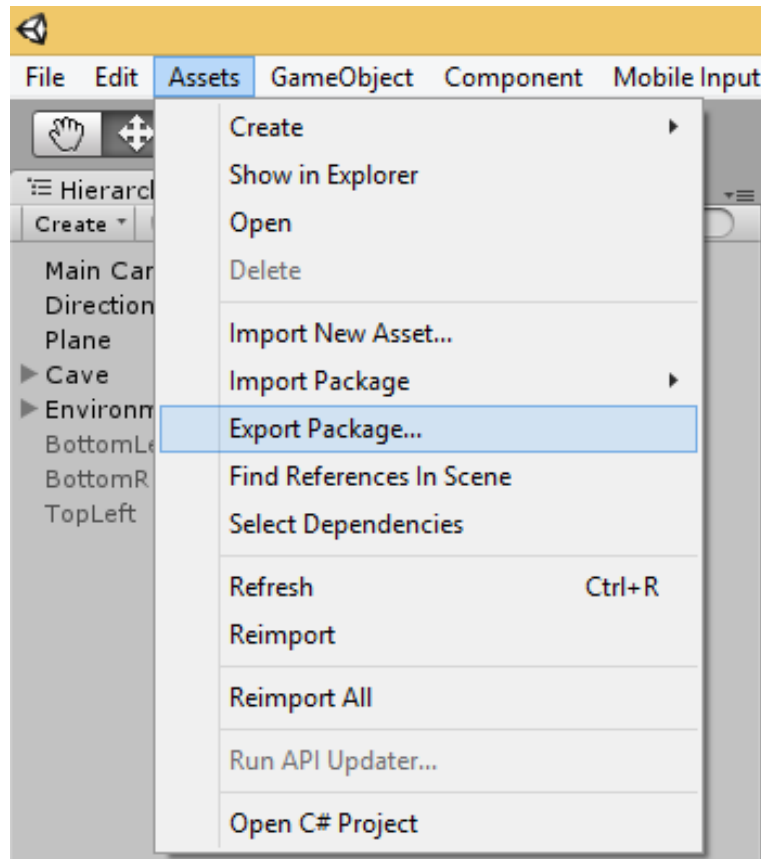 File Edit Assets GameObject Component Mobile Input
Hierarc
Create
Main Ca
Direction
Plane
Cave
Environm
BottomLe
BottomR
TopLeft
Create
Show in Explorer
Open
Delete
Import New Asset...
Import Package
Export Package...
Find References In Scene
Select Dependencies
Refresh Ctrl+R
Reimport
Reimport All
Run API Updater...
Open C# Project